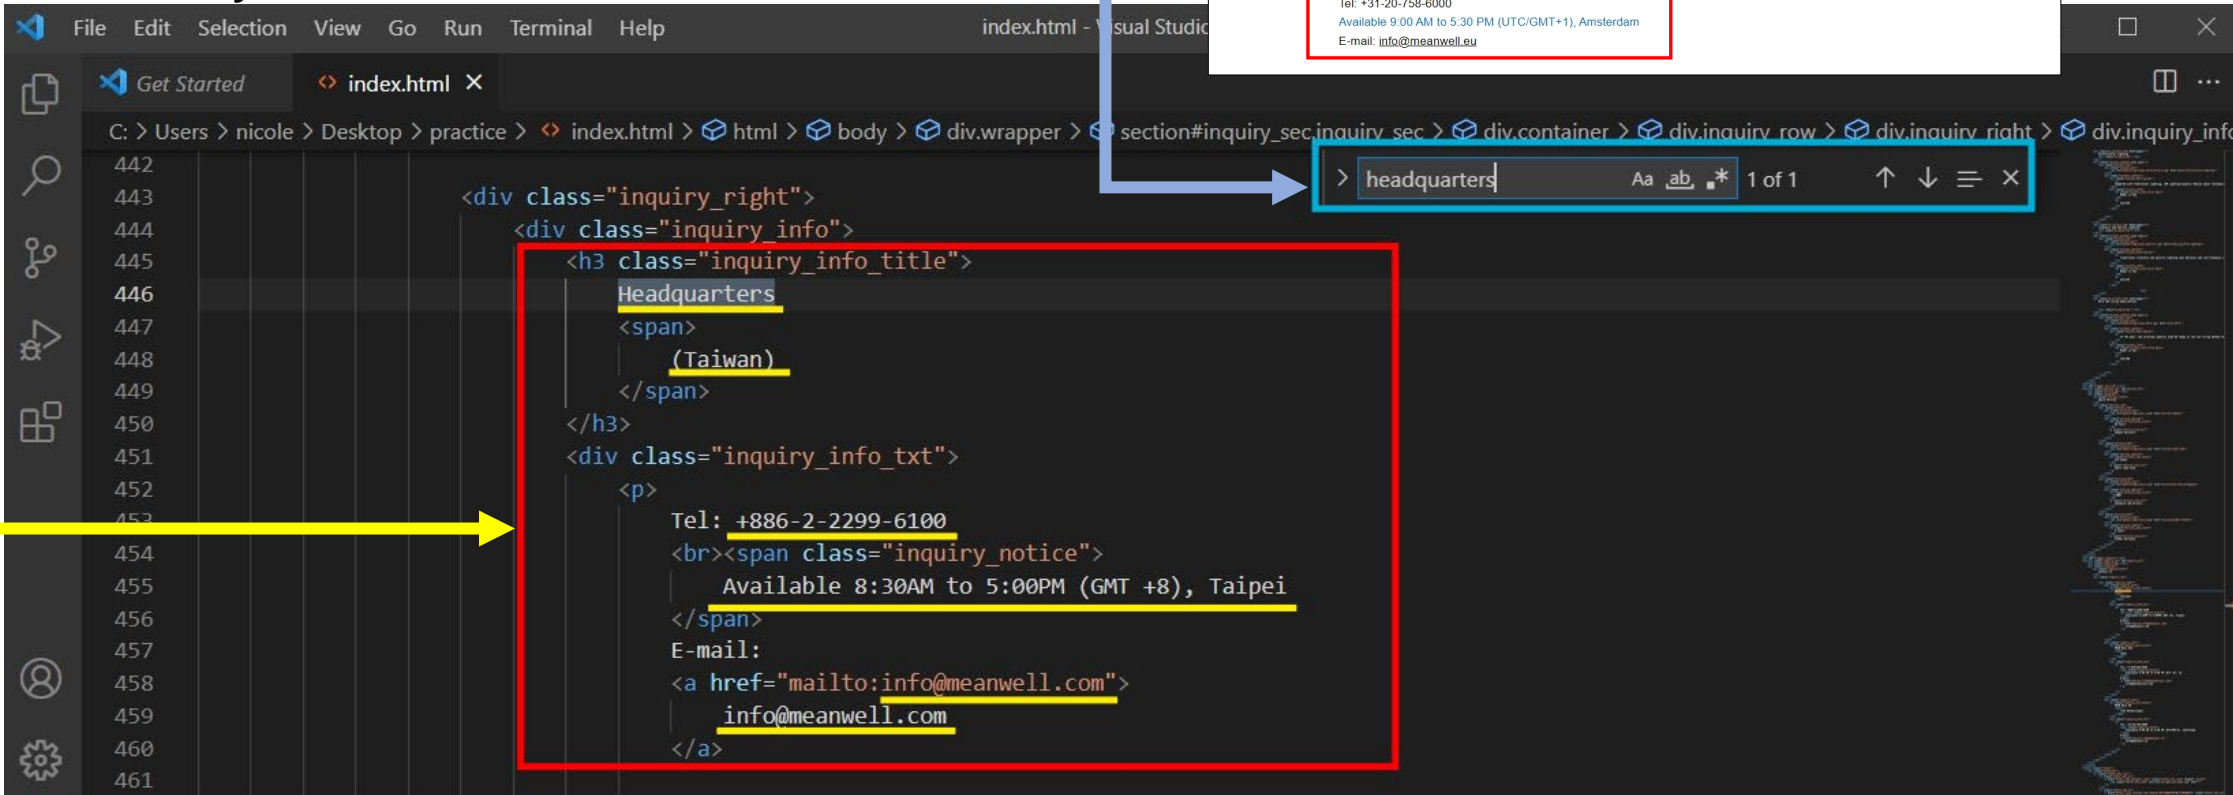 Tel: +31-20-758-6000
Available 9:00 AM to 5:30 PM (UTC/GMT+1), Amsterdam
E-mail: info@meanwell.eu
File Edit Selection View Go Run Terminal Help index.html - Visual Studio
Get Started <> index.html ×
C: > Users > nicole > Desktop > practice > <> index.html > html > body > div.wrapper > section#inquiry_sec.inquiry_sec > div.container > div.inquiry_row > div.inquiry_right > div.inquiry_info
headquarters Aa ab .* 1 of 1
442
443 <div class="inquiry_right">
444 <div class="inquiry_info">
445 <h3 class="inquiry_info_title">
446 Headquarters
447 <span>
448 (Taiwan)
449 </span>
450 </h3>
451 <div class="inquiry_info_txt">
452 <p>
453 Tel: +886-2-2299-6100
454 <br><span class="inquiry_notice">
455 Available 8:30AM to 5:00PM (GMT +8), Taipei
456 </span>
457 E-mail:
458 <a href="mailto:info@meanwell.com">
459 info@meanwell.com
460 </a>
461